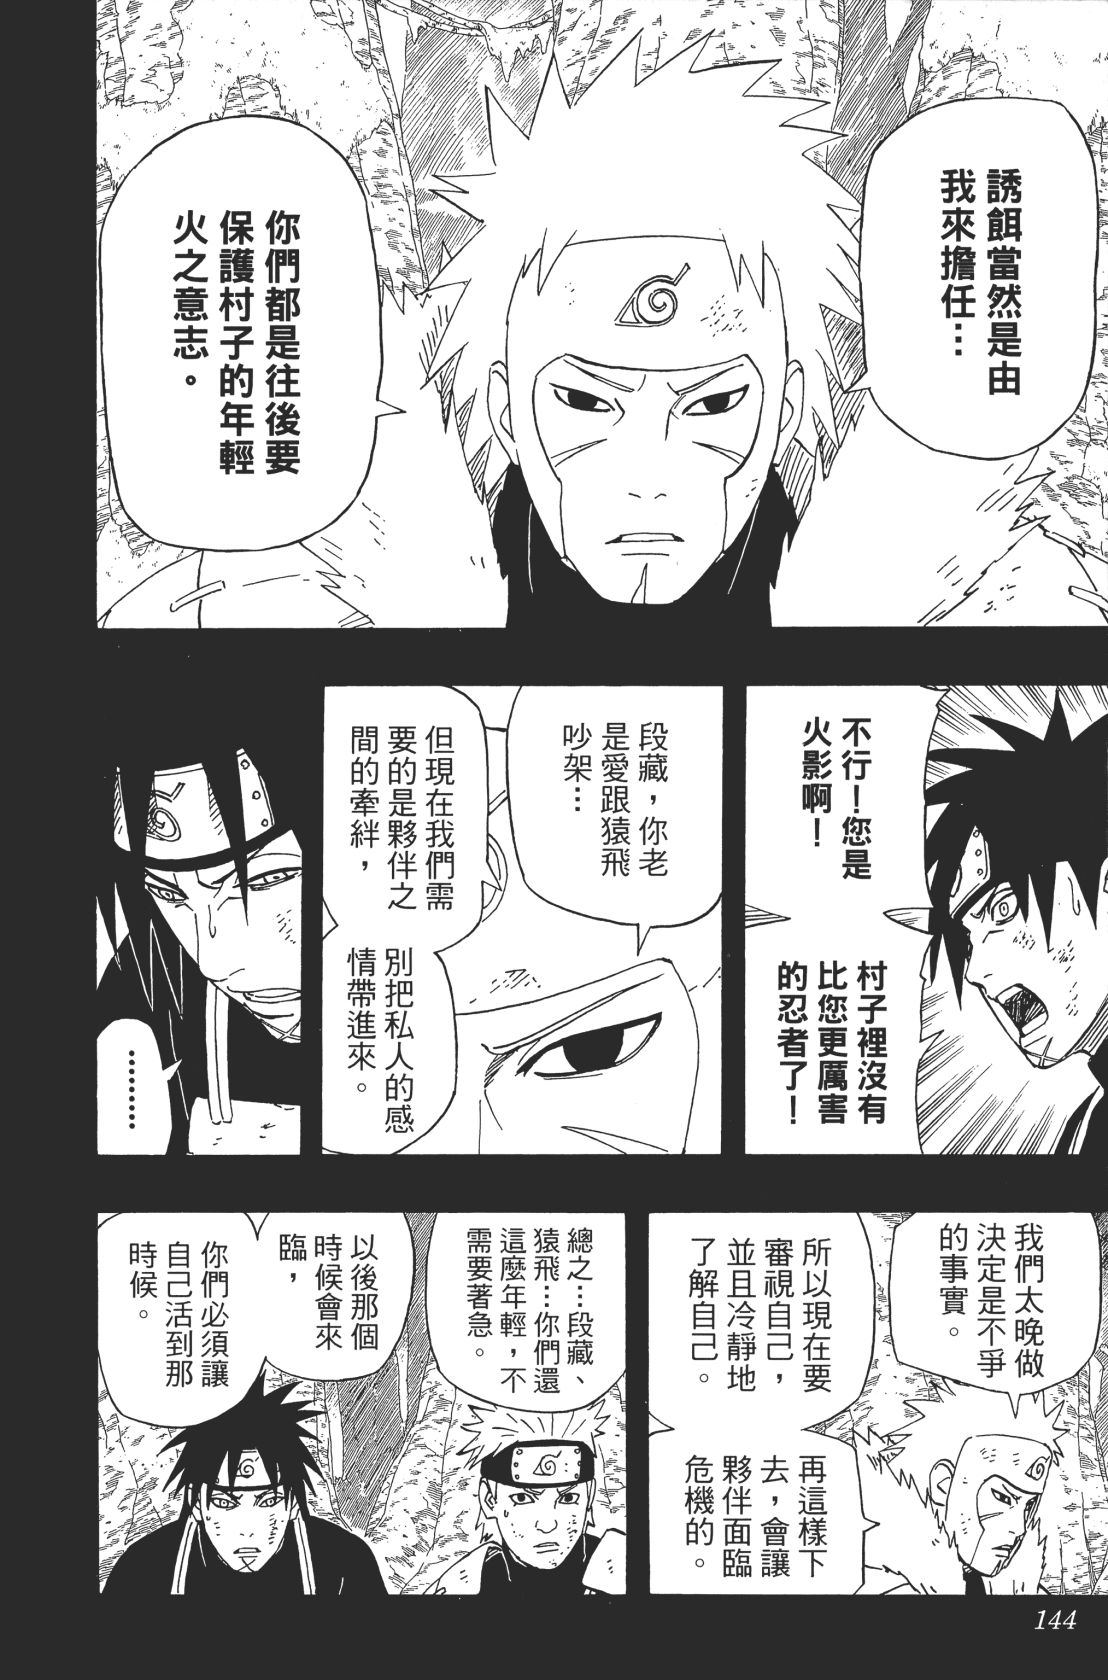 誘餌當然是由
我來擔任…
你們都是往後要
保護村子的年輕
火之意志。
不行！您是
火影啊！
村子裡沒有
比您更厲害
的忍者了！
段藏，你老
是愛跟猿飛
吵架…
但現在我們需
要的是夥伴之
間的牽絆，
別把私人的感
情帶進來。
………
我們太晚做
決定是不爭
的事實。
所以現在要
審視自己，
並且冷靜地
了解自己。
再這樣下
去，會讓
夥伴面臨
危機的。
總之…段藏、
猿飛…你們還
這麼年輕，不
需要著急。
以後那個
時候會來
臨，
你們必須讓
自己活到那
時候。
144